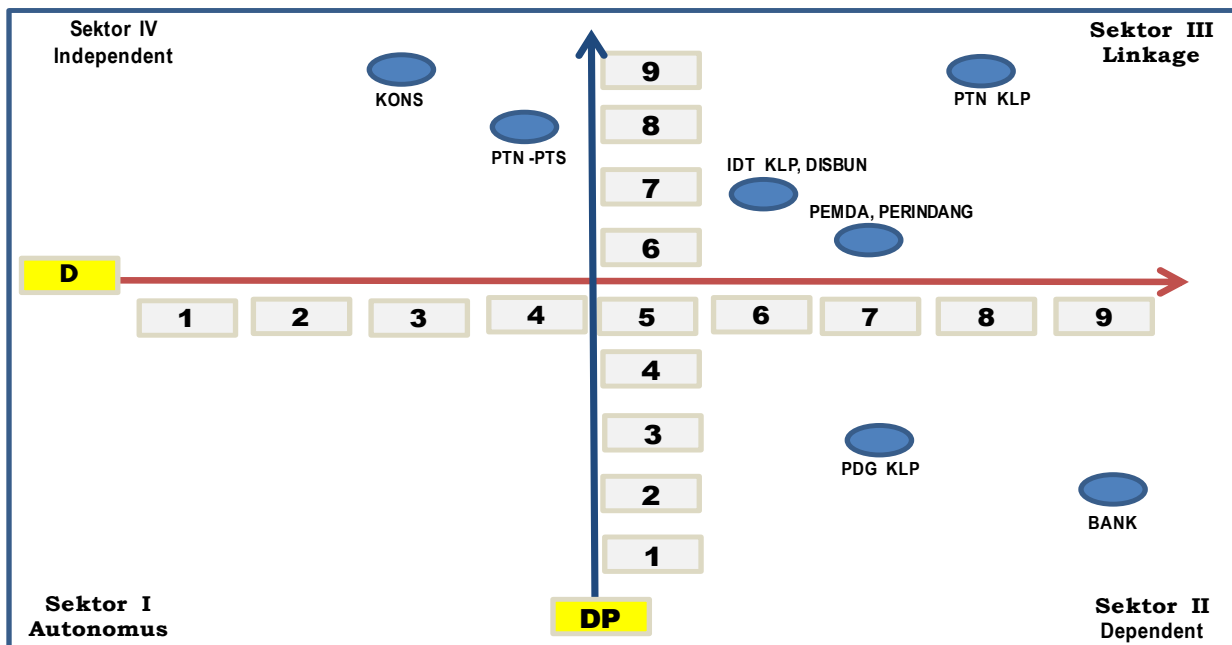 Sektor IV
Independent
Sektor III
Linkage
9
KONS
PTN KLP
8
PTN -PTS
IDT KLP, DISBUN
7
PEMDA, PERINDANG
6
D
1 2 3 4 5 6 7 8 9
4
3
PDG KLP
2
BANK
1
Sektor I
Autonomus
DP
Sektor II
Dependent